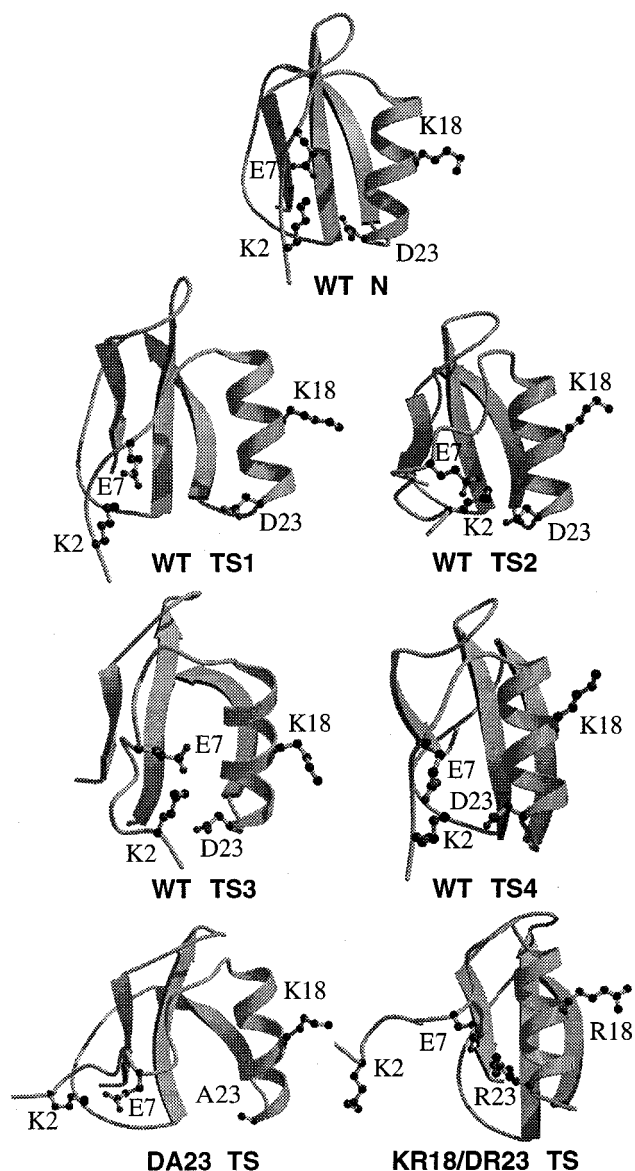 K18
E7
K2
D23
WT N
K18
E7
K2
D23
WT TS1
K18
E7
K2
D23
WT TS2
E7
K18
K2
D23
WT TS3
K18
E7
D23
K2
WT TS4
K18
K2
E7
A23
DA23 TS
R18
E7
K2
R23
KR18/DR23 TS